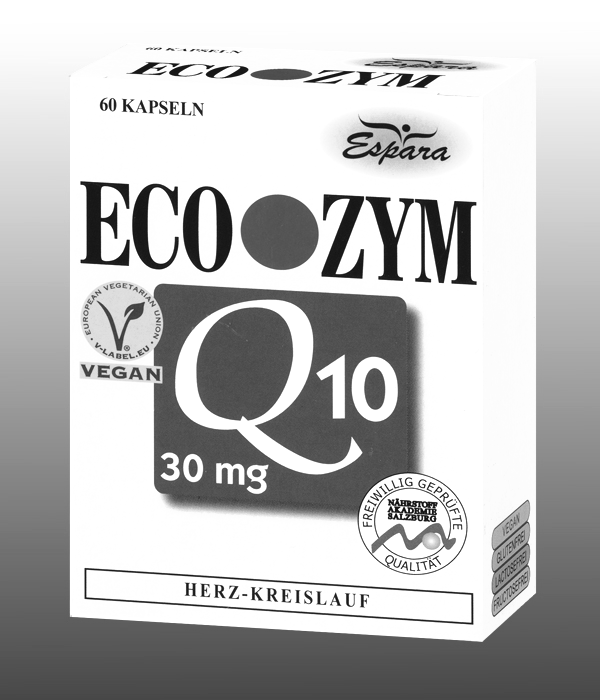 60 KAPSELN
ECO ZYM
Espara
60 KAPSELN
Espara
ECO ZYM
EUROPEAN VEGETARIAN UNION
V-LABEL.EU
VEGAN
Q10
30 mg
FREIWILLIG GEPRÜFTE
NÄHRSTOFF
AKADEMIE
SALZBURG
QUALITÄT
VEGAN
GLUTENFREI
LACTOSEFREI
FRUCTOSEFREI
HERZ-KREISLAUF